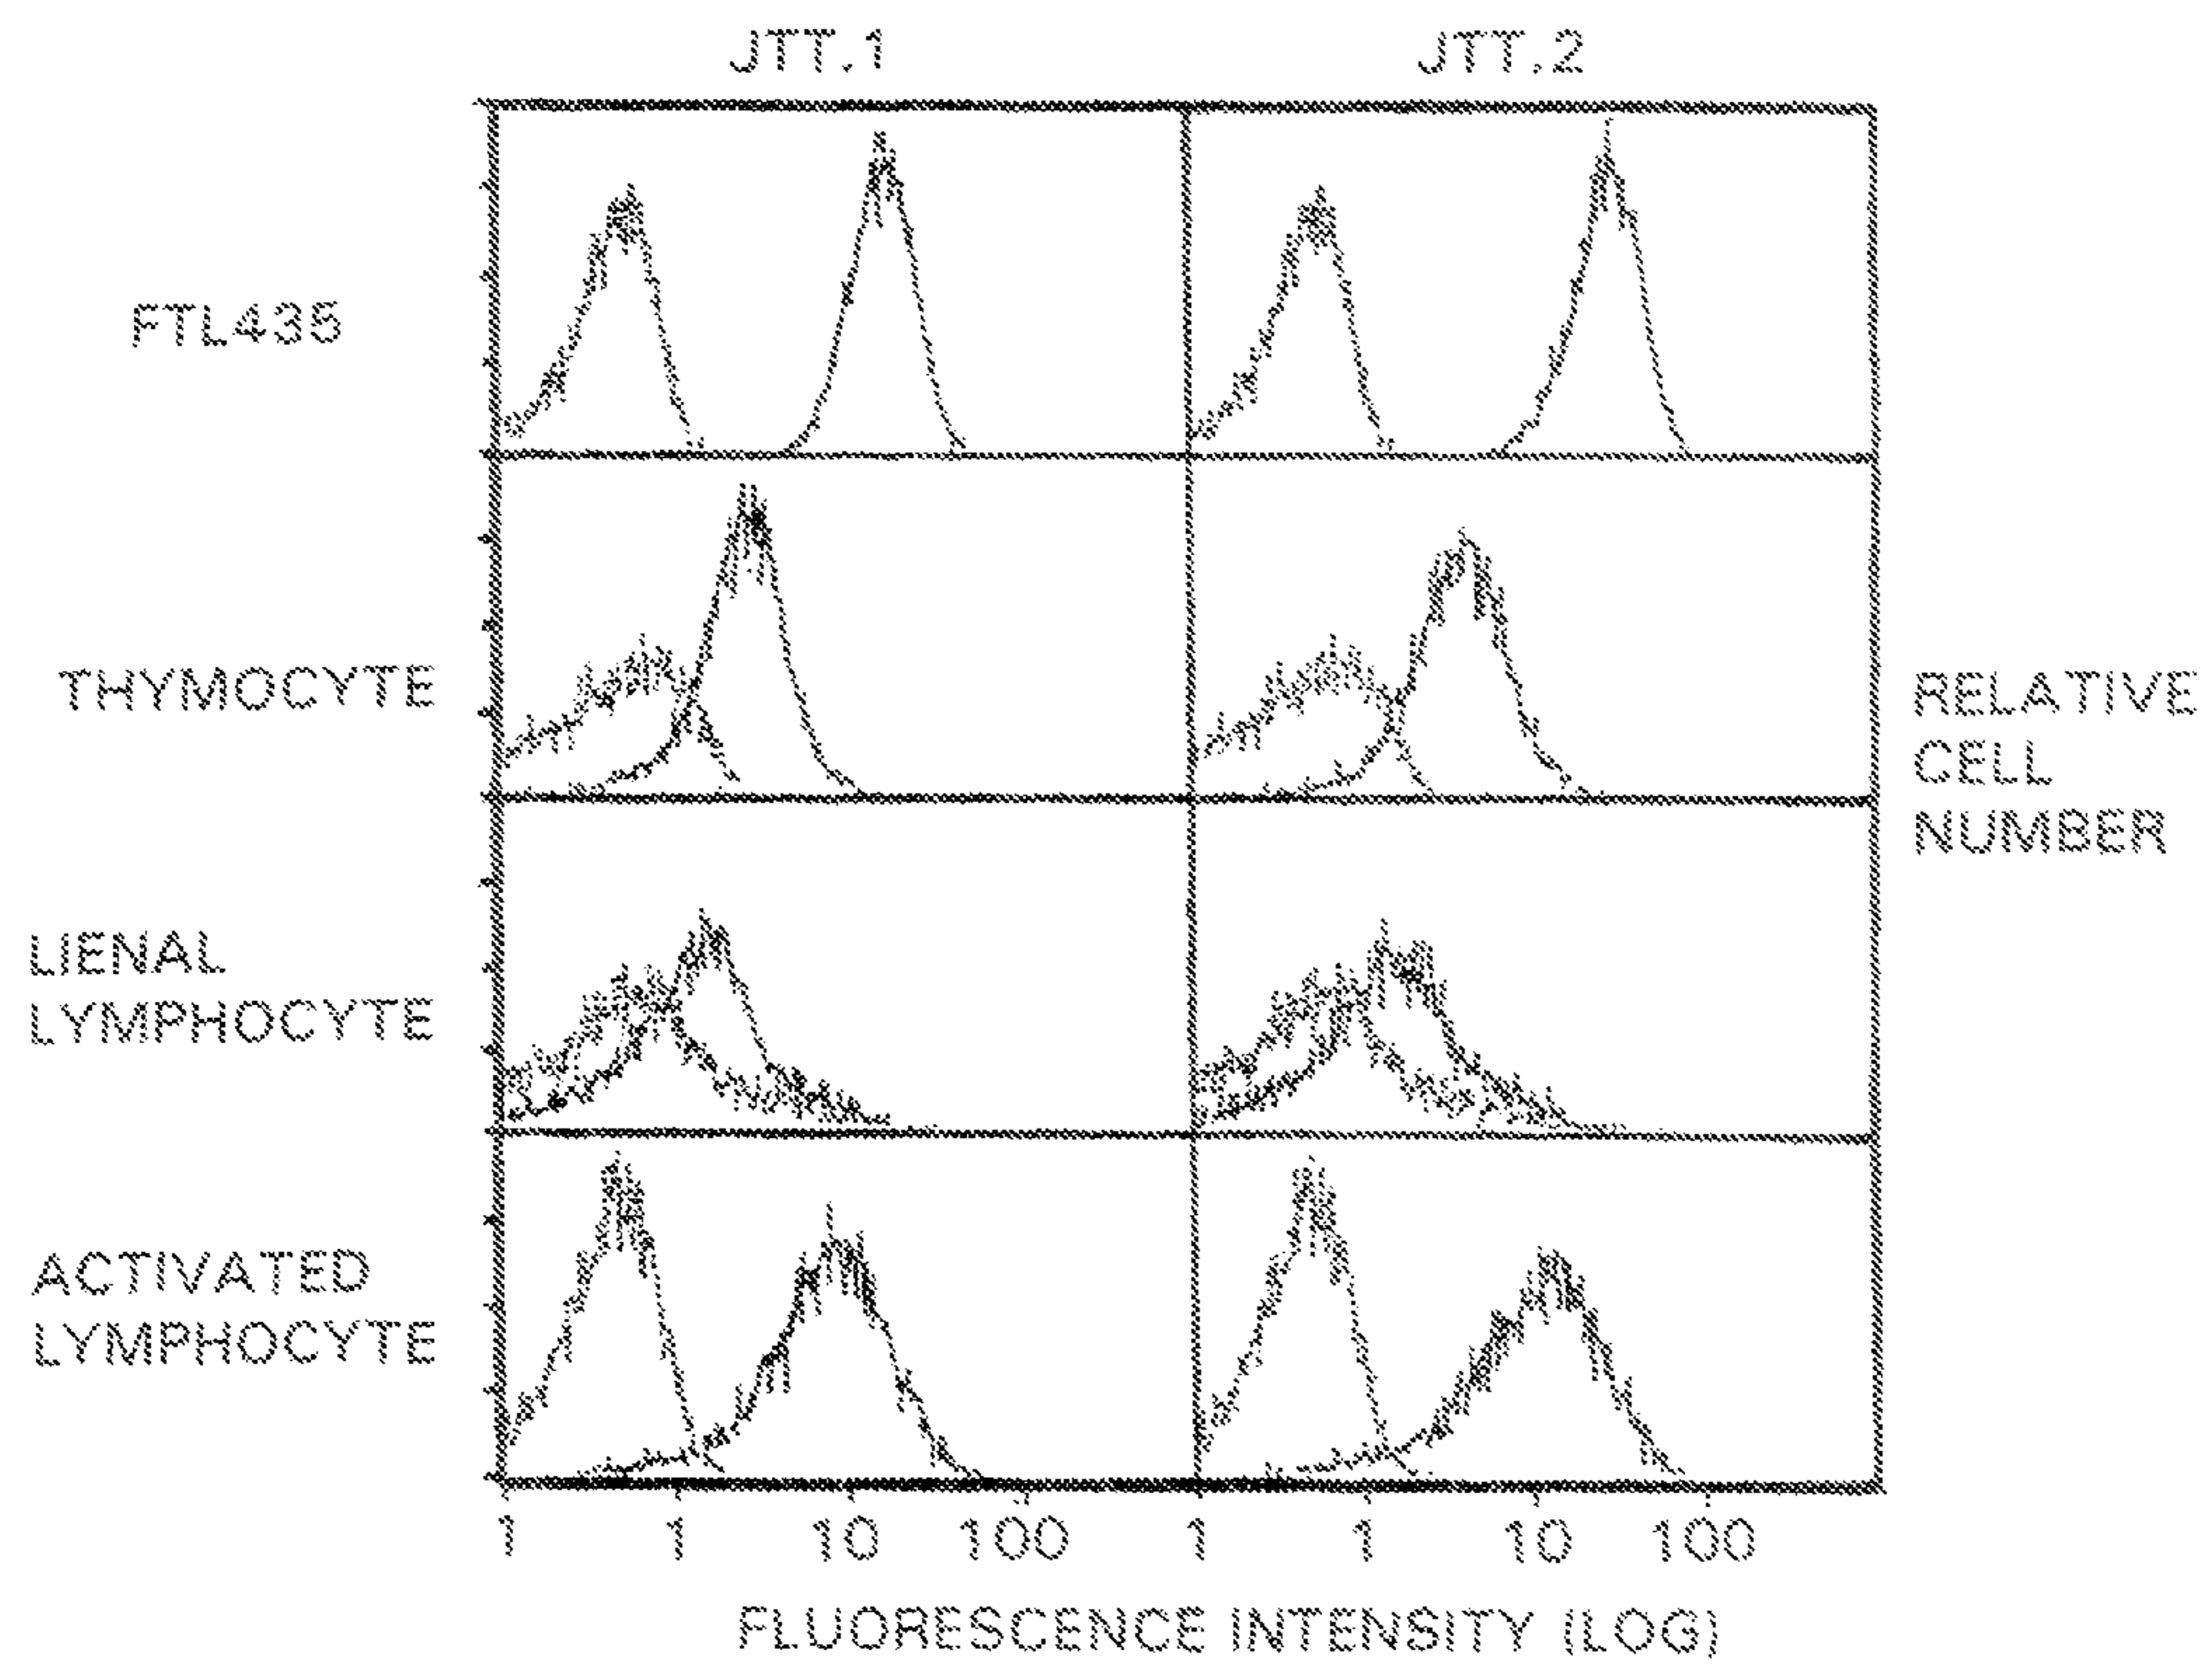 JTT.1 JTT.2
FTL435
THYMOCYTE
RELATIVE
CELL
NUMBER
LIENAL
LYMPHOCYTE
ACTIVATED
LYMPHOCYTE
1 1 10 100 1 1 10 100
FLUORESCENCE INTENSITY (LOG)